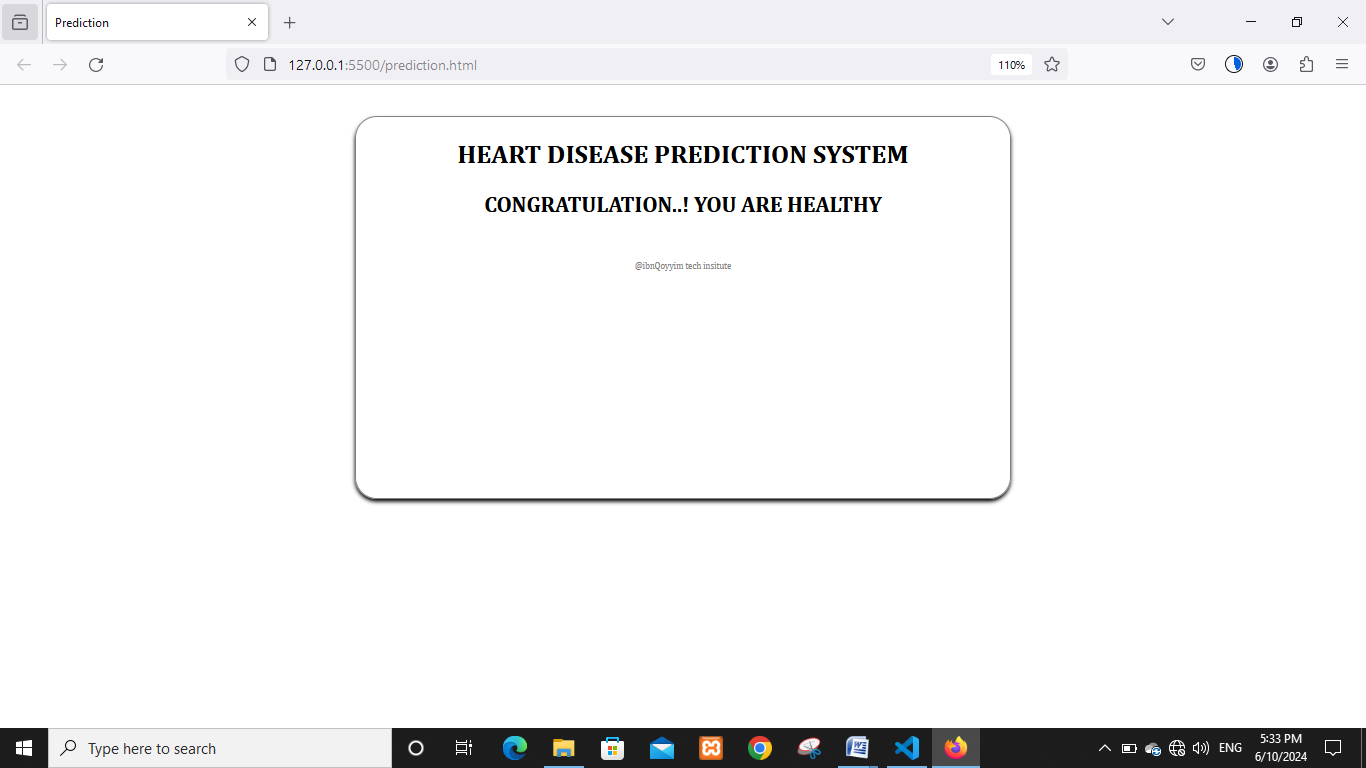 Prediction
127.0.0.1:5500/prediction.html
110%
HEART DISEASE PREDICTION SYSTEM
CONGRATULATION..! YOU ARE HEALTHY
@ibnQoyyim tech insitute
Type here to search
ENG
5:33 PM
6/10/2024